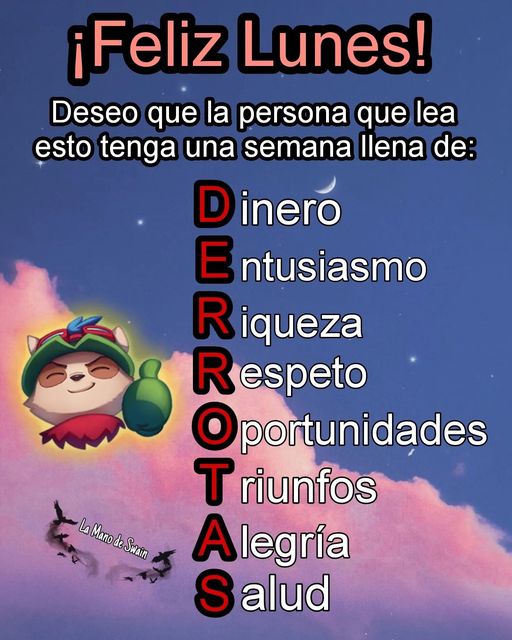 ¡Feliz Lunes!
Deseo que la persona que lea
esto tenga una semana llena de:
Dinero
Entusiasmo
Riqueza
Respeto
Oportunidades
Triunfos
Alegría
Salud
La Mano de Swain